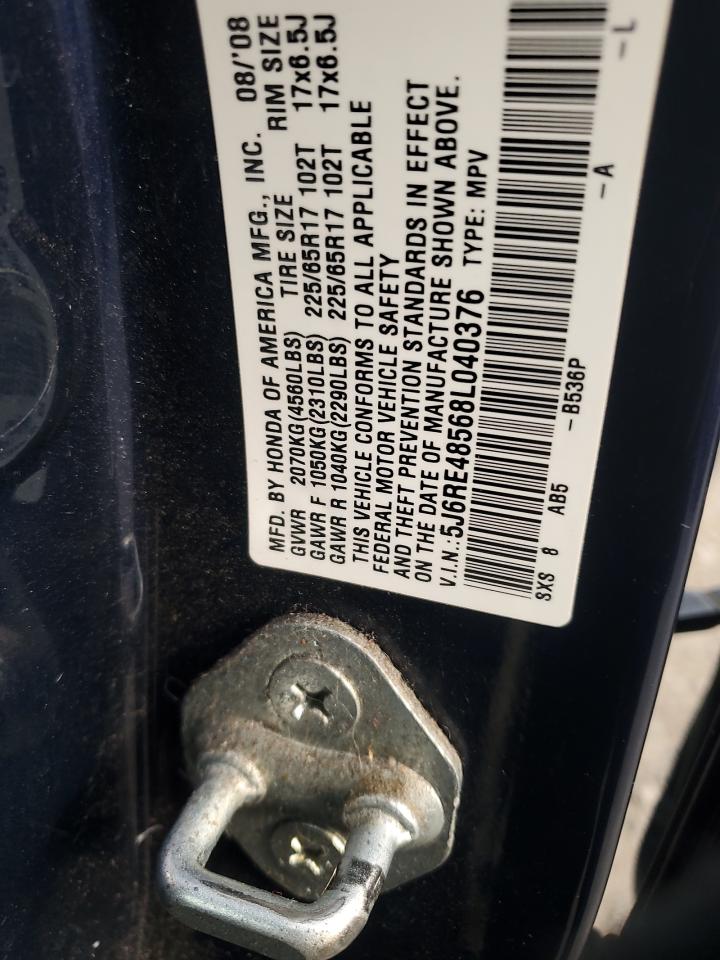 MFD. BY HONDA OF AMERICA MFG., INC. 08/'08
GVWR 2070KG(4560LBS) TIRE SIZE RIM SIZE
GAWR F 1050KG(2310LBS) 225/65R17 102T 17x6.5J
GAWR R 1040KG(2290LBS) 225/65R17 102T 17x6.5J
THIS VEHICLE CONFORMS TO ALL APPLICABLE
FEDERAL MOTOR VEHICLE SAFETY
AND THEFT PREVENTION STANDARDS IN EFFECT
ON THE DATE OF MANUFACTURE SHOWN ABOVE.
V.I.N.:5J6RE48568L040376 TYPE: MPV
SXS 8 AB5 -B536P -A -L